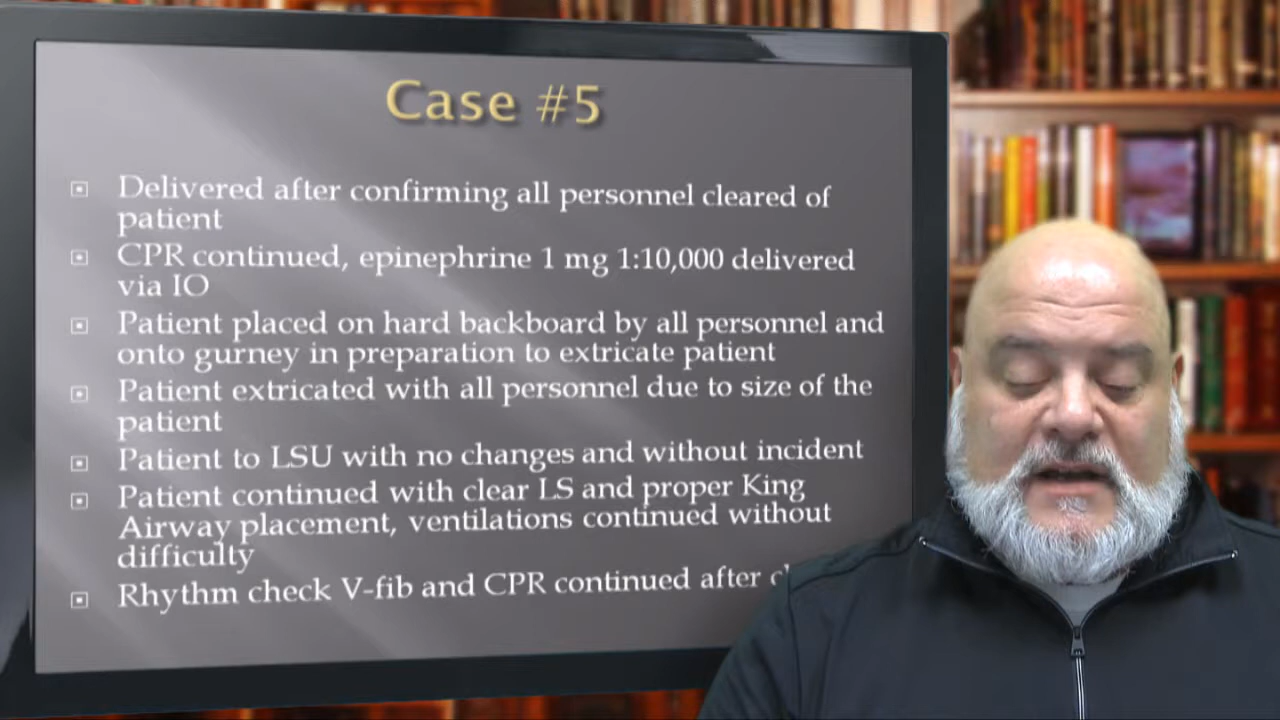 Case #5
Delivered after confirming all personnel cleared of
patient
CPR continued, epinephrine 1 mg 1:10,000 delivered
via IO
Patient placed on hard backboard by all personnel and
onto gurney in preparation to extricate patient
Patient extricated with all personnel due to size of the
patient
Patient to LSU with no changes and without incident
Patient continued with clear LS and proper King
Airway placement, ventilations continued without
difficulty
Rhythm check V-fib and CPR continued after